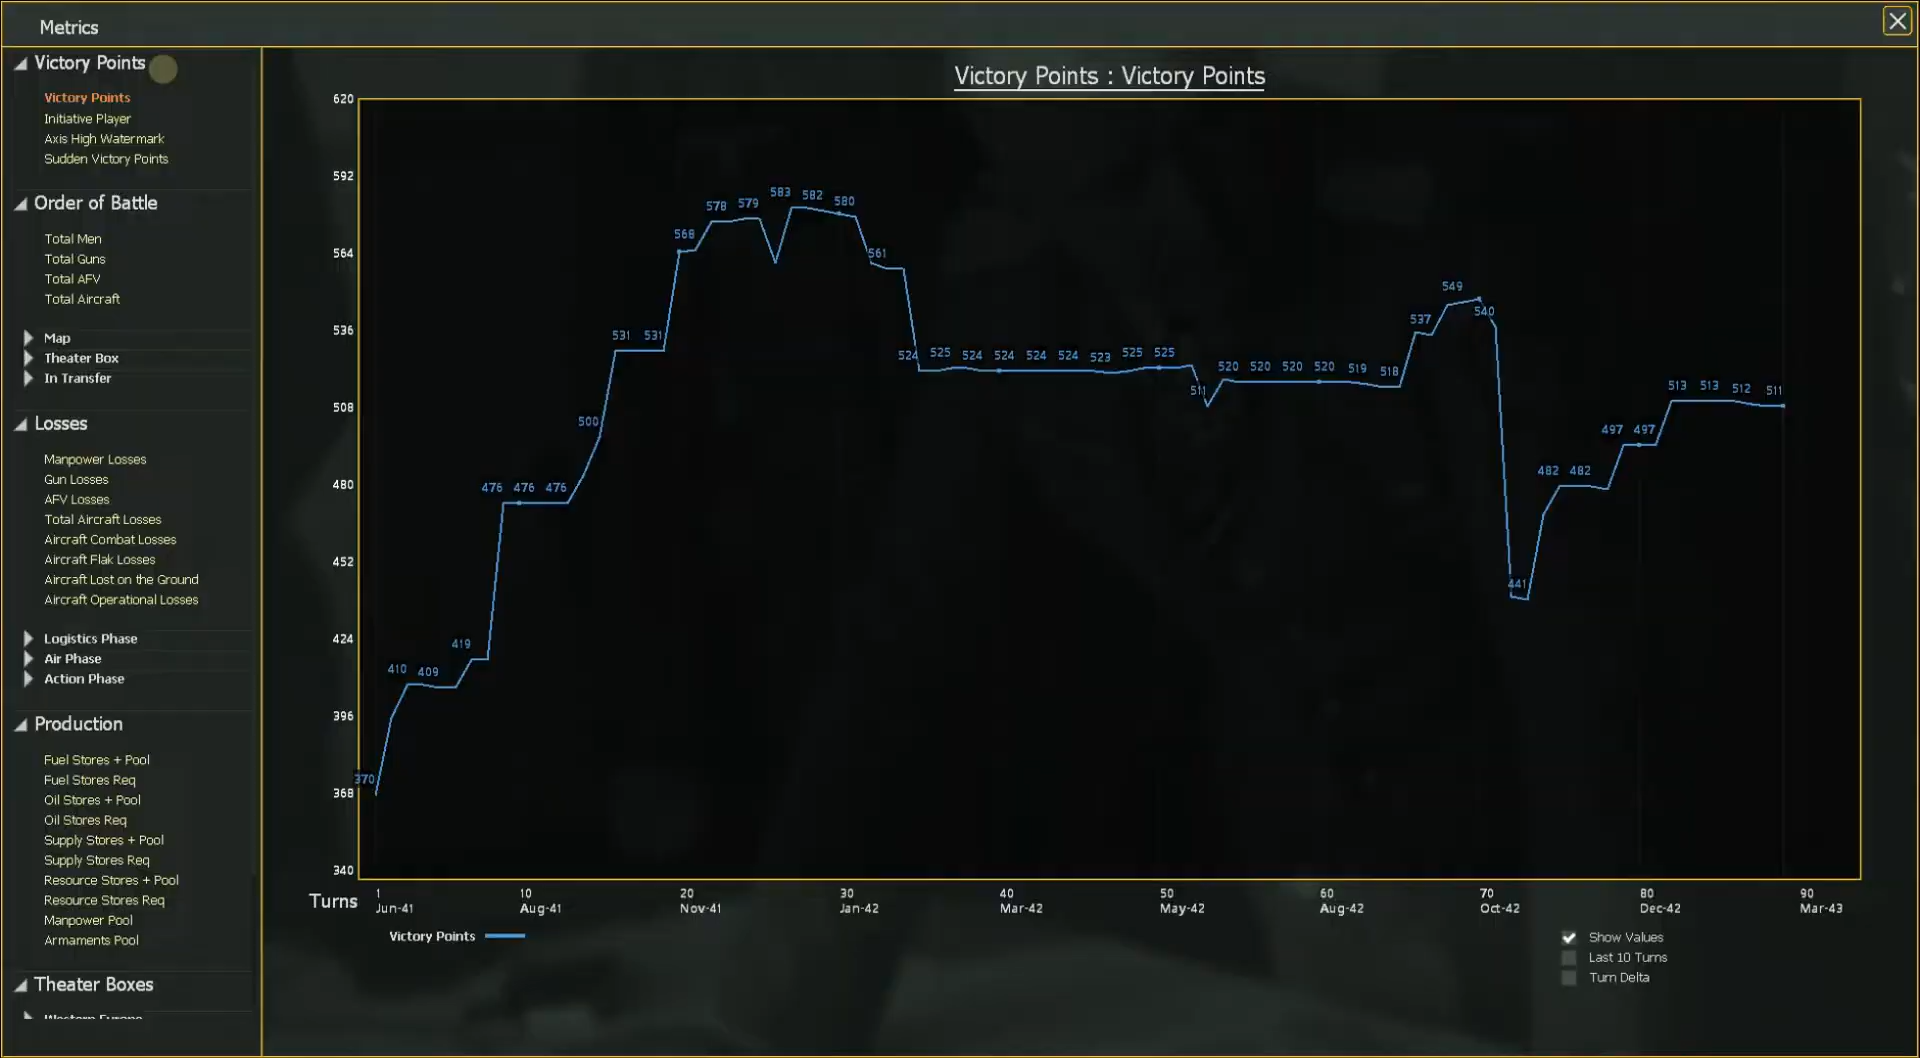 Metrics
Victory Points
Victory Points
Initiative Player
Axis High Watermark
Sudden Victory Points
Order of Battle
Total Men
Total Guns
Total AFV
Total Aircraft
Map
Theater Box
In Transfer
Losses
Manpower Losses
Gun Losses
AFV Losses
Total Aircraft Losses
Aircraft Combat Losses
Aircraft Flak Losses
Aircraft Lost on the Ground
Aircraft Operational Losses
Logistics Phase
Air Phase
Action Phase
Production
Fuel Stores + Pool
Fuel Stores Req
Oil Stores + Pool
Oil Stores Req
Supply Stores + Pool
Supply Stores Req
Resource Stores + Pool
Resource Stores Req
Manpower Pool
Armaments Pool
Theater Boxes
Western Europe
Victory Points : Victory Points
620
592
564
536
508
480
452
424
396
368
340
370
410
409
419
476
476
476
500
531
531
568
578
579
583
582
580
561
524
525
524
524
524
524
523
525
525
511
520
520
520
520
519
518
537
549
540
441
482
482
497
497
513
513
512
511
Turns
1 10 20 30 40 50 60 70 80 90
Jun-41 Aug-41 Nov-41 Jan-42 Mar-42 May-42 Aug-42 Oct-42 Dec-42 Mar-43
Victory Points
Show Values
Last 10 Turns
Turn Delta